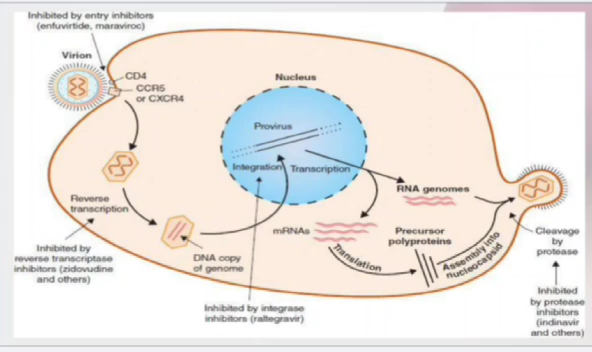 Inhibited by entry inhibitors
(enfuvirtide, maraviroc)
Virion
CD4
CCR5
or CXCR4
Nucleus
Provirus
Integration
Transcription
Reverse
transcription
RNA genomes
mRNAs
Precursor
polyproteins
Translation
Assembly into
nucleocapsid
Cleavage
by
protease
DNA copy
of genome
Inhibited by
reverse transcriptase
inhibitors (zidovudine
and others)
Inhibited by integrase
inhibitors (raltegravir)
Inhibited
by protease
inhibitors
(indinavir
and others)